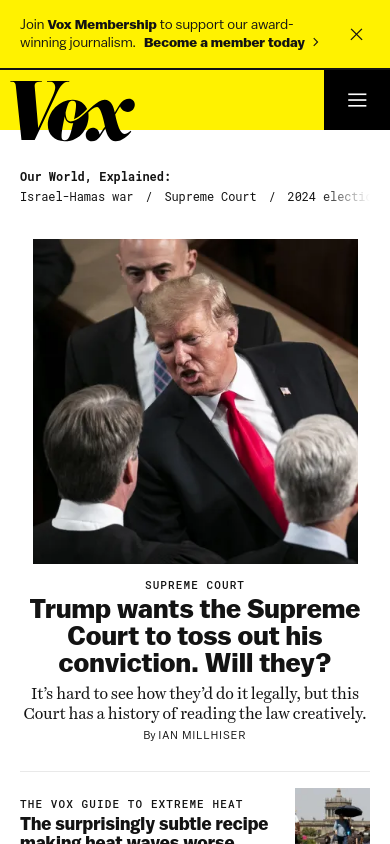 Join Vox Membership to support our award-
winning journalism. Become a member today
Vox
Our World, Explained:
Israel-Hamas war / Supreme Court / 2024 electi
SUPREME COURT
Trump wants the Supreme
Court to toss out his
conviction. Will they?
It’s hard to see how they’d do it legally, but this
Court has a history of reading the law creatively.
By IAN MILLHISER
THE VOX GUIDE TO EXTREME HEAT
The surprisingly subtle recipe
making heat waves worse